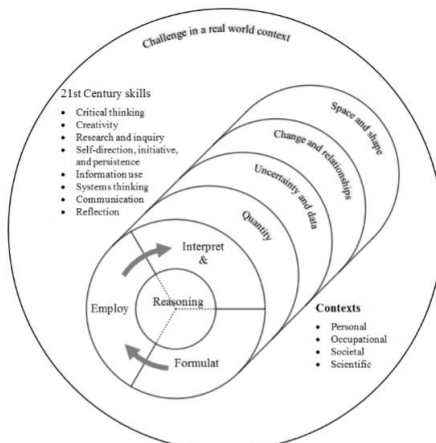 Challenge in a real world context
21st Century skills
Critical thinking
Creativity
Research and inquiry
Self-direction, initiative,
and persistence
Information use
Systems thinking
Communication
Reflection
Space and shape
Change and relationships
Uncertainty and data
Quantity
Interpret
&
Employ
Reasoning
Formulat
Contexts
Personal
Occupational
Societal
Scientific